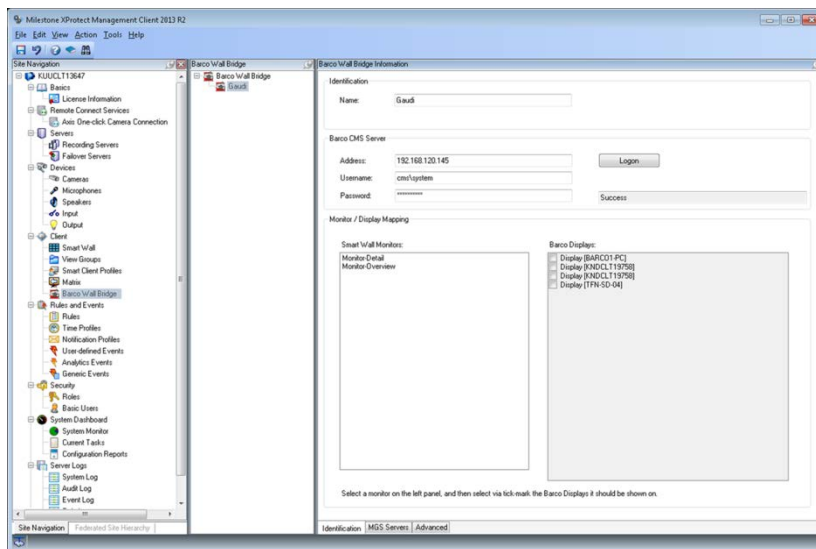 Milestone XProtect Management Client 2013 R2
File Edit View Action Tools Help
Site Navigation
KUUCLT13647
Basics
License Information
Remote Connect Services
Axis One-click Camera Connection
Servers
Recording Servers
Failover Servers
Devices
Cameras
Microphones
Speakers
Input
Output
Client
Smart Wall
View Groups
Smart Client Profiles
Matrix
Barco Wall Bridge
Rules and Events
Rules
Time Profiles
Notification Profiles
User-defined Events
Analytics Events
Generic Events
Security
Roles
Basic Users
System Dashboard
System Monitor
Current Tasks
Configuration Reports
Server Logs
System Log
Audit Log
Event Log
Site Navigation Federated Site Hierarchy
Barco Wall Bridge
Barco Wall Bridge
Gaudi
Barco Wall Bridge Information
Identification
Name: Gaudi
Barco CMS Server
Address: 192.168.120.145 Logon
Username: cms\system
Password: ********** Success
Monitor / Display Mapping
Smart Wall Monitors:
Monitor-Detail
Monitor-Overview
Barco Displays:
Display [BARCO1-PC]
Display [KNDCLT19758]
Display [KNDCLT19758]
Display [TFN-SD-04]
Select a monitor on the left panel, and then select via tick-mark the Barco Displays it should be shown on.
Identification MGS Servers Advanced